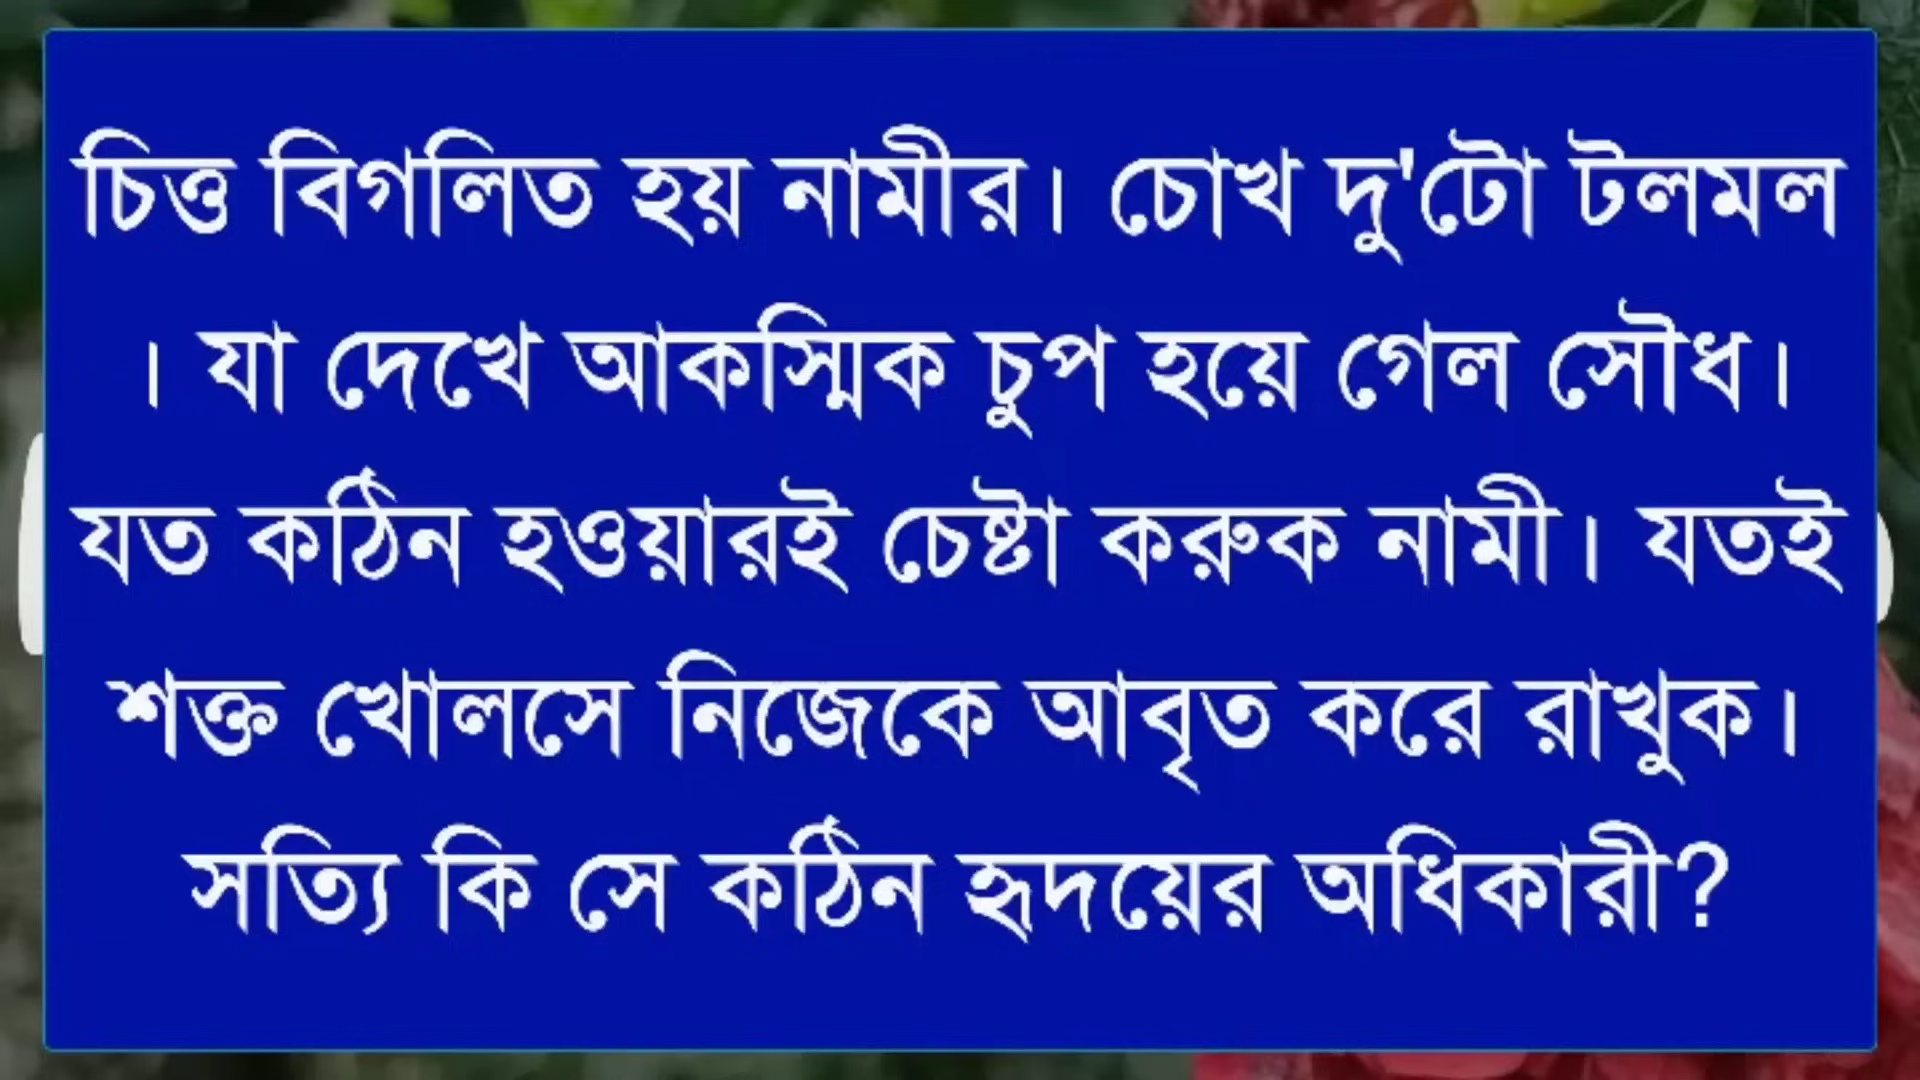 চিত্ত বিগলিত হয় নামীর। চোখ দু'টো টলমল
। যা দেখে আকস্মিক চুপ হয়ে গেল সৌধ।
যত কঠিন হওয়ারই চেষ্টা করুক নামী। যতই
শক্ত খোলসে নিজেকে আবৃত করে রাখুক।
সত্যি কি সে কঠিন হৃদয়ের অধিকারী?